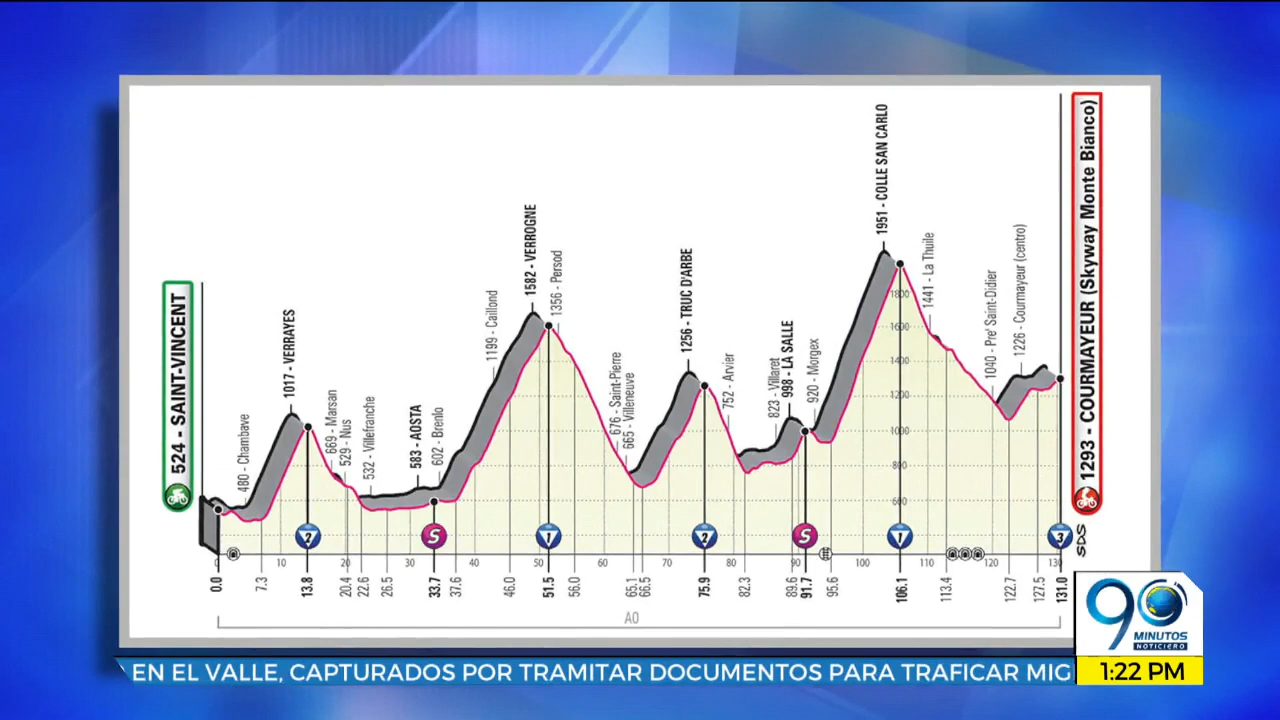 524 - SAINT-VINCENT
480 - Chambave
1017 - VERRAYES
669 - Marsan
529 - Nus
532 - Villefranche
583 - AOSTA
602 - Brenlo
1199 - Caillond
1582 - VERROGNE
1356 - Persod
676 - Saint-Pierre
665 - Villeneuve
1256 - TRUC D'ARBE
752 - Arvier
823 - Villaret
998 - LA SALLE
920 - Morgex
1951 - COLLE SAN CARLO
1441 - La Thuile
1040 - Pre' Saint-Didier
1226 - Courmayeur (centro)
1293 - COURMAYEUR (Skyway Monte Bianco)
1800
1600
1400
1200
1000
800
600
2 S 1 2 S 1 3
SDS
0 10 20 30 40 50 60 70 80 90 100 110 120 130
0.0 7.3 13.8 20.4 22.6 26.5 33.7 37.6 46.0 51.5 56.0 65.1 66.5 75.9 82.3 89.6 91.7 95.6 106.1 113.4 122.7 127.5 131.0
AO
90
MINUTOS
NOTICIERO
EN EL VALLE, CAPTURADOS POR TRAMITAR DOCUMENTOS PARA TRAFICAR MIG
1:22 PM